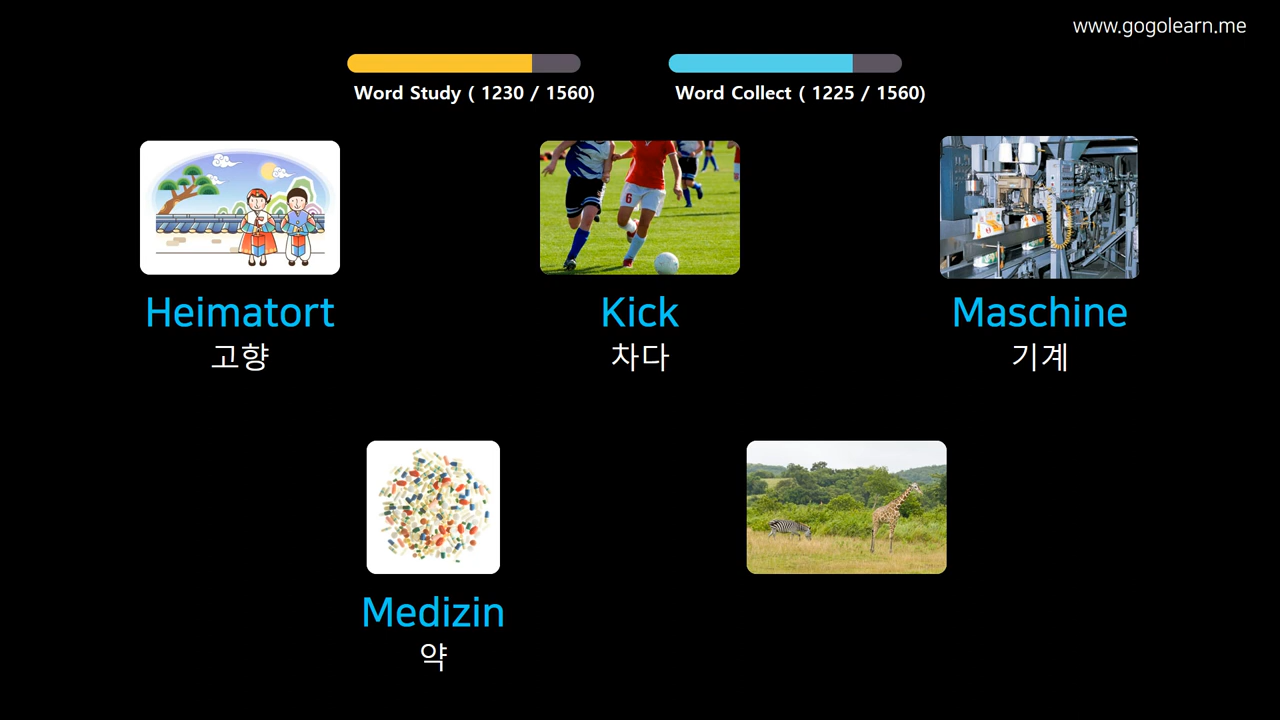 www.gogolearn.me
Word Study ( 1230 / 1560)
Word Collect ( 1225 / 1560)
Heimatort
고향
Kick
차다
Maschine
기계
Medizin
약